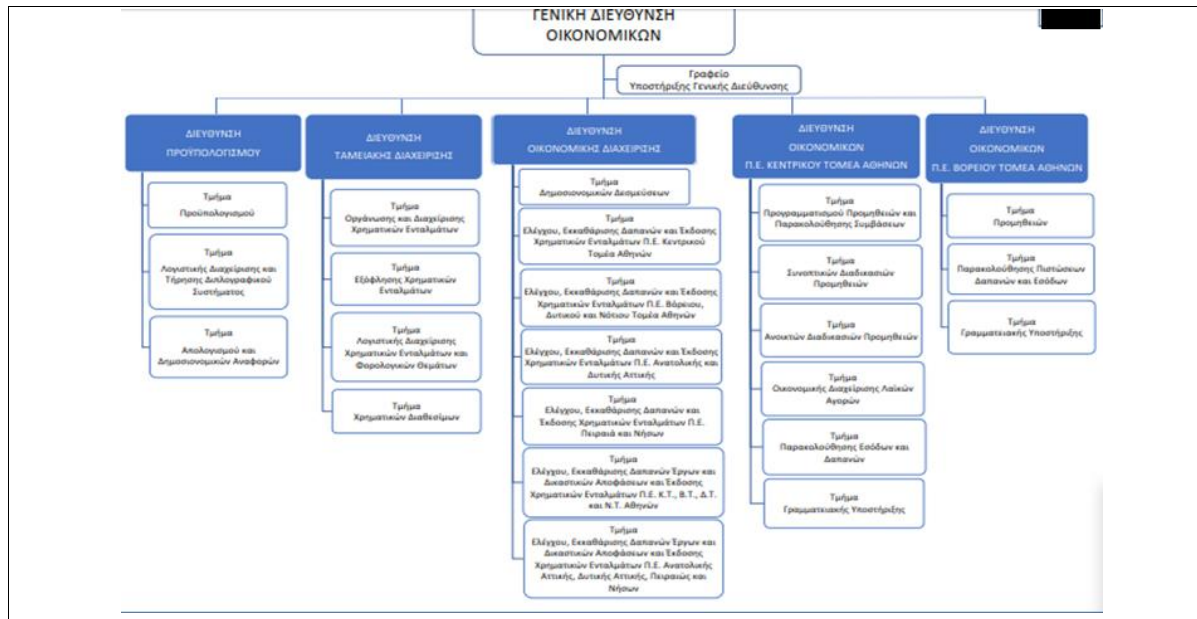 ΓΕΝΙΚΗ ΔΙΕΥΘΥΝΣΗ
ΟΙΚΟΝΟΜΙΚΩΝ
Γραφείο
Υποστήριξης Γενικής Διεύθυνσης
ΔΙΕΥΘΥΝΣΗ
ΠΡΟΫΠΟΛΟΓΙΣΜΟΥ
Τμήμα
Προϋπολογισμού
Τμήμα
Λογιστικής Διαχείρισης και
Τήρησης Διπλογραφικού
Συστήματος
Τμήμα
Απολογισμού και
Δημοσιονομικών Αναφορών
ΔΙΕΥΘΥΝΣΗ
ΤΑΜΕΙΑΚΗΣ ΔΙΑΧΕΙΡΙΣΗΣ
Τμήμα
Οργάνωσης και Διαχείρισης
Χρηματικών Ενταλμάτων
Τμήμα
Εξόφλησης Χρηματικών
Ενταλμάτων
Τμήμα
Λογιστικής Διαχείρισης
Χρηματικών Ενταλμάτων και
Φορολογικών Θεμάτων
Τμήμα
Χρηματικών Διαθεσίμων
ΔΙΕΥΘΥΝΣΗ
ΟΙΚΟΝΟΜΙΚΗΣ ΔΙΑΧΕΙΡΙΣΗΣ
Τμήμα
Δημοσιονομικών Δεσμεύσεων
Τμήμα
Ελέγχου, Εκκαθάρισης Δαπανών και Έκδοσης
Χρηματικών Ενταλμάτων Π.Ε. Κεντρικού
Τομέα Αθηνών
Τμήμα
Ελέγχου, Εκκαθάρισης Δαπανών και Έκδοσης
Χρηματικών Ενταλμάτων Π.Ε. Βόρειου,
Δυτικού και Νότιου Τομέα Αθηνών
Τμήμα
Ελέγχου, Εκκαθάρισης Δαπανών και Έκδοσης
Χρηματικών Ενταλμάτων Π.Ε. Ανατολικής και
Δυτικής Αττικής
Τμήμα
Ελέγχου, Εκκαθάρισης Δαπανών και
Έκδοσης Χρηματικών Ενταλμάτων Π.Ε.
Πειραιά και Νήσων
Τμήμα
Ελέγχου, Εκκαθάρισης Δαπανών Έργων και
Δικαστικών Αποφάσεων και Έκδοσης
Χρηματικών Ενταλμάτων Π.Ε. Κ.Τ., Β.Τ., Δ.Τ.
και Ν.Τ. Αθηνών
Τμήμα
Ελέγχου, Εκκαθάρισης Δαπανών Έργων και
Δικαστικών Αποφάσεων και Έκδοσης
Χρηματικών Ενταλμάτων Π.Ε. Ανατολικής
Αττικής, Δυτικής Αττικής, Πειραιώς και
Νήσων
ΔΙΕΥΘΥΝΣΗ
ΟΙΚΟΝΟΜΙΚΩΝ
Π.Ε. ΚΕΝΤΡΙΚΟΥ ΤΟΜΕΑ ΑΘΗΝΩΝ
Τμήμα
Προγραμματισμού Προμηθειών και
Παρακολούθησης Συμβάσεων
Τμήμα
Συνοπτικών Διαδικασιών
Προμηθειών
Τμήμα
Ανοικτών Διαδικασιών Προμηθειών
Τμήμα
Οικονομικής Διαχείρισης Λαϊκών
Αγορών
Τμήμα
Παρακολούθησης Εσόδων και
Δαπανών
Τμήμα
Γραμματειακής Υποστήριξης
ΔΙΕΥΘΥΝΣΗ
ΟΙΚΟΝΟΜΙΚΩΝ
Π.Ε. ΒΟΡΕΙΟΥ ΤΟΜΕΑ ΑΘΗΝΩΝ
Τμήμα
Προμηθειών
Τμήμα
Παρακολούθησης Πιστώσεων
Δαπανών και Εσόδων
Τμήμα
Γραμματειακής Υποστήριξης